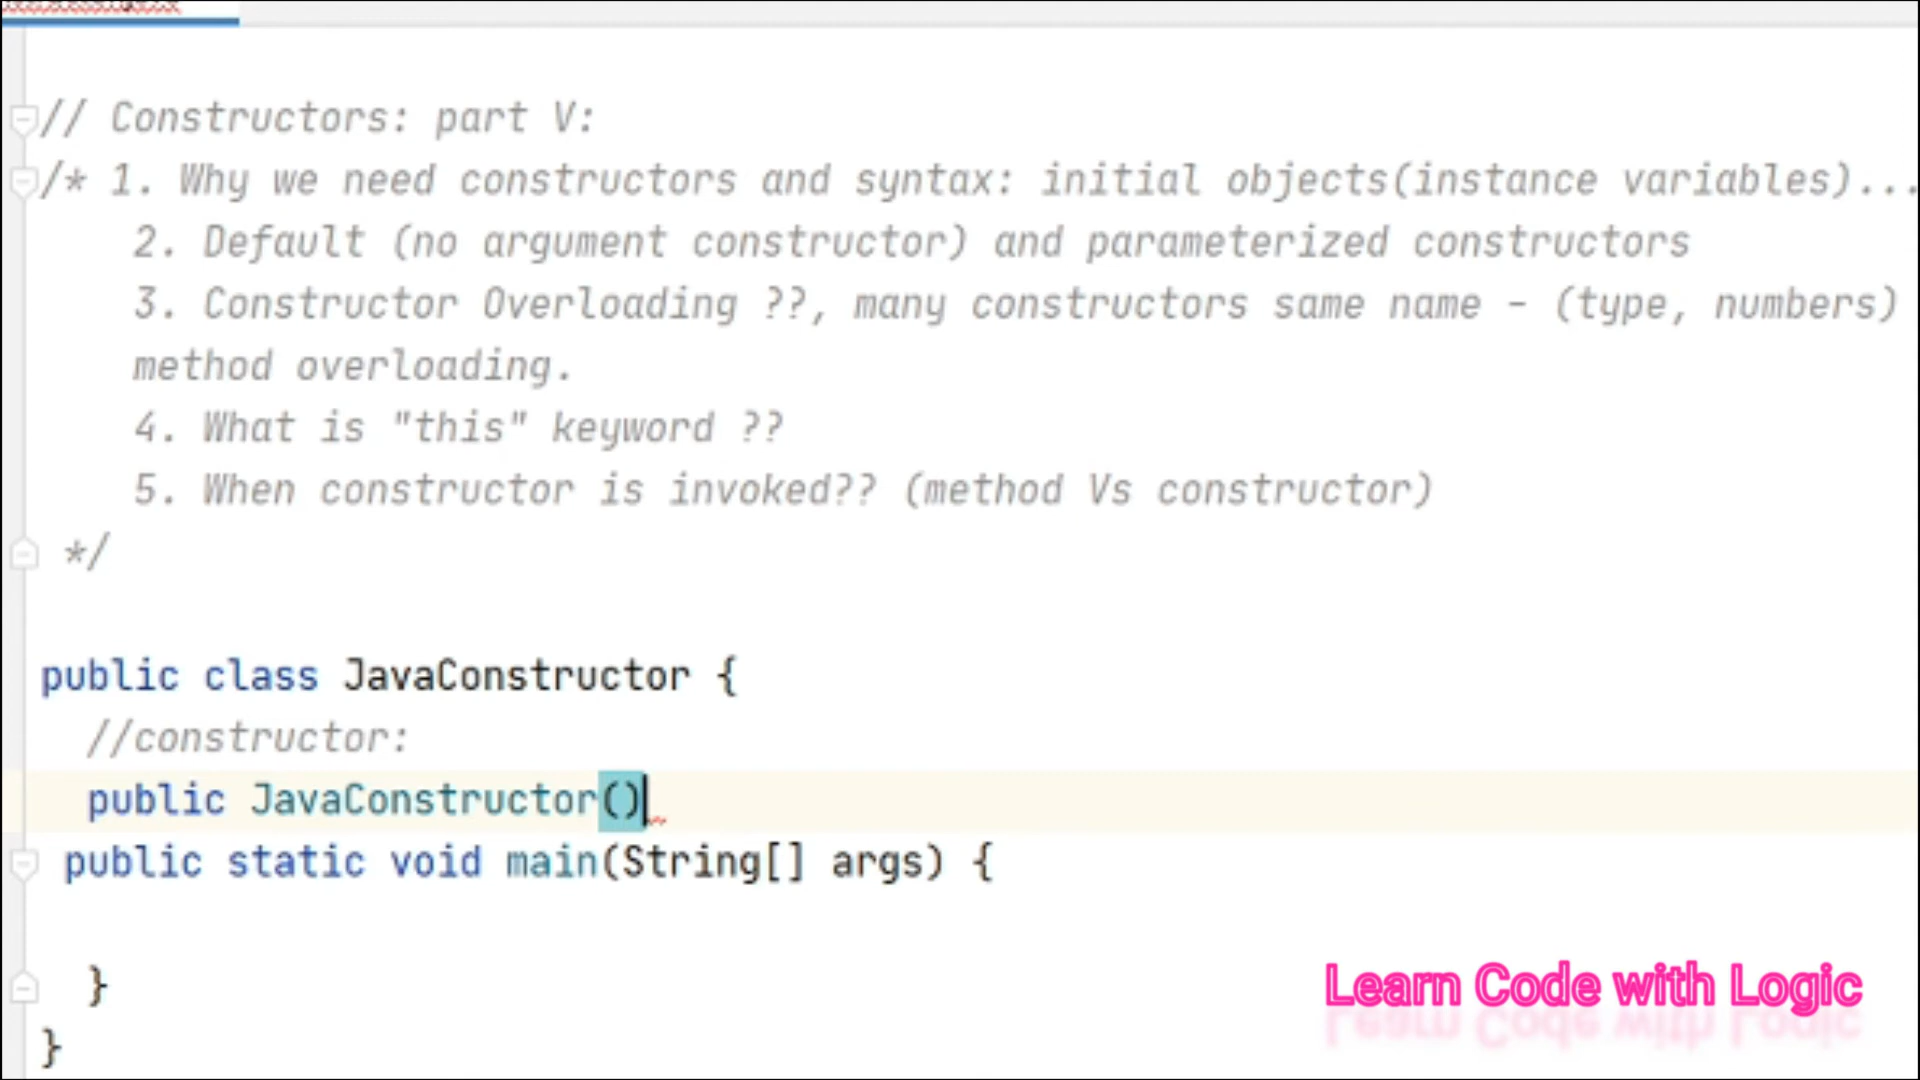 // Constructors: part V:
/* 1. Why we need constructors and syntax: initial objects(instance variables)...
2. Default (no argument constructor) and parameterized constructors
3. Constructor Overloading ??, many constructors same name - (type, numbers)
method overloading.
4. What is "this" keyword ??
5. When constructor is invoked?? (method Vs constructor)
*/
public class JavaConstructor {
//constructor:
public JavaConstructor()
public static void main(String[] args) {
}
}
Learn Code with Logic